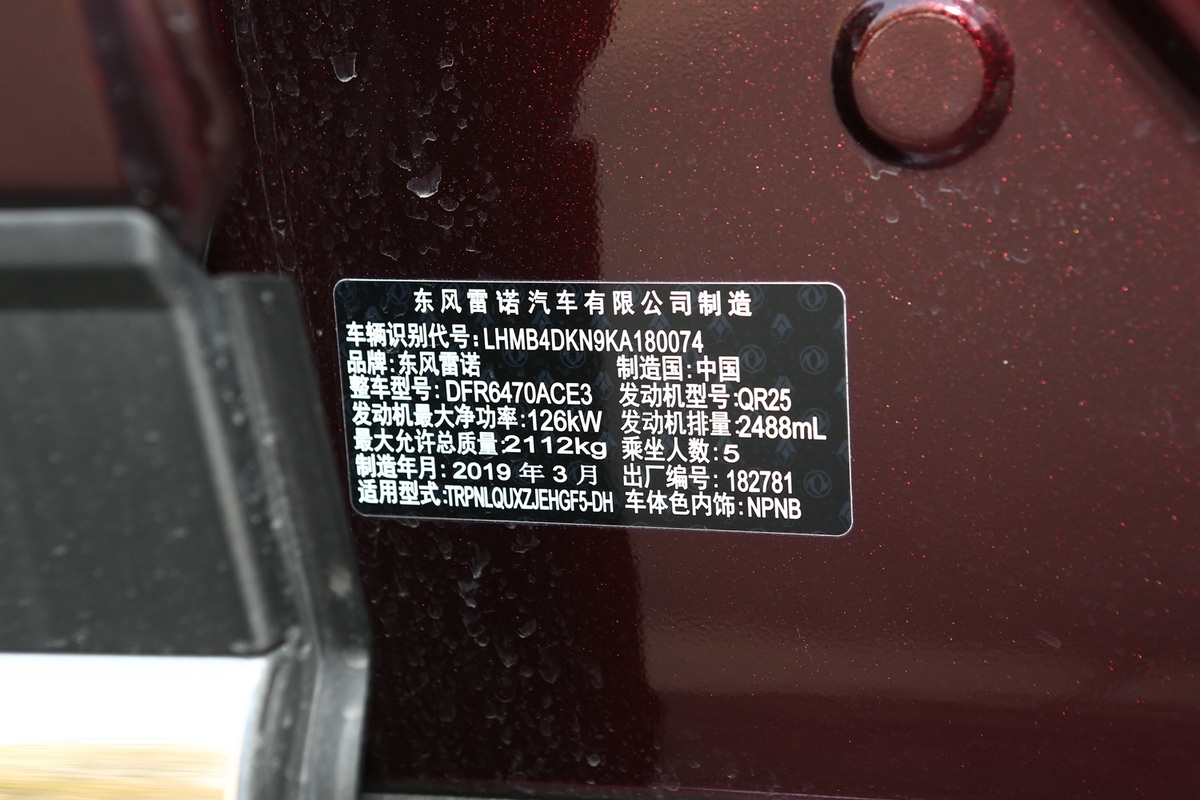 东风雷诺汽车有限公司制造
车辆识别代号:LHMB4DKN9KA180074
品牌:东风雷诺 制造国:中国
整车型号:DFR6470ACE3 发动机型号:QR25
发动机最大净功率:126kW 发动机排量:2488mL
最大允许总质量:2112kg 乘坐人数:5
制造年月:2019年3月 出厂编号:182781
适用型式:TRPNLQUXZJEHGF5-DH 车体色内饰:NPNB